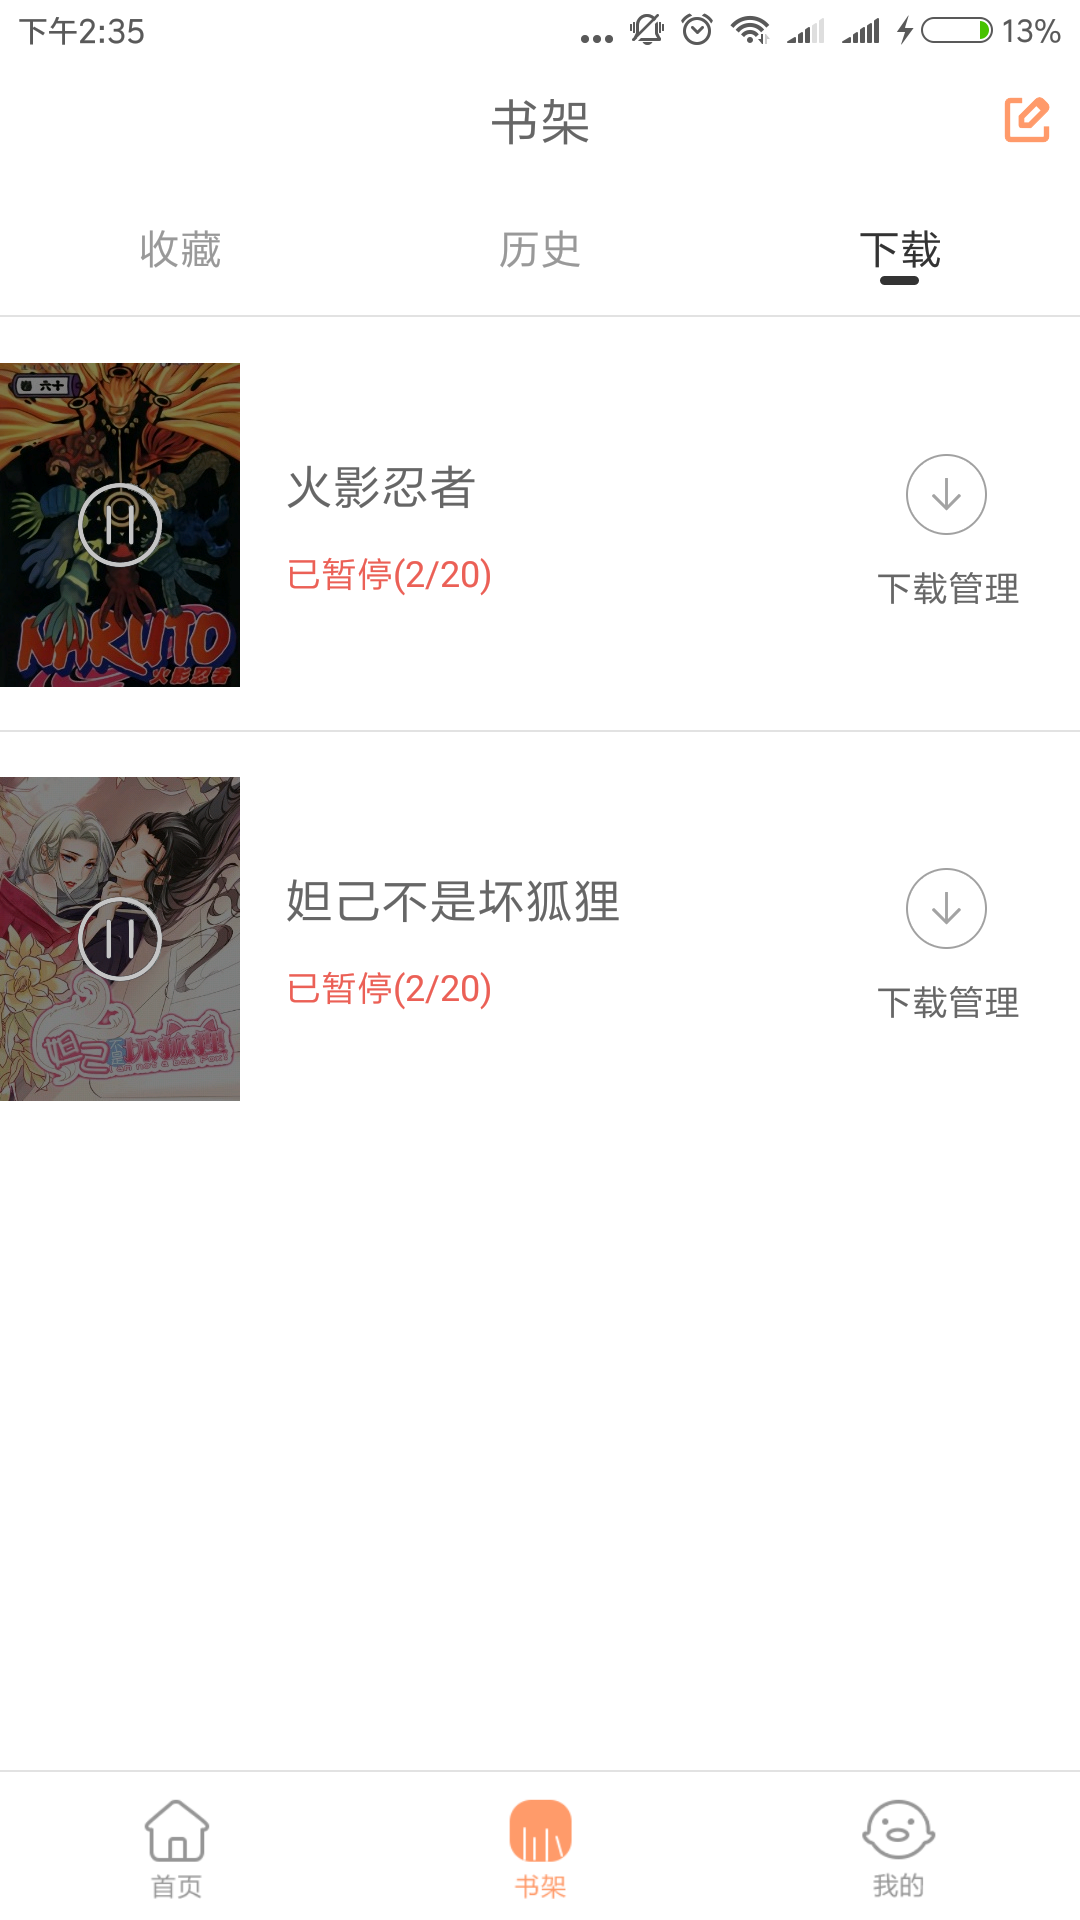 下午2:35
13%
书架
收藏
历史
下载
卷 六十
NARUTO
火影忍者
火影忍者
已暂停(2/20)
下载管理
妲己不是坏狐狸
妲己不是坏狐狸
已暂停(2/20)
下载管理
首页
书架
我的